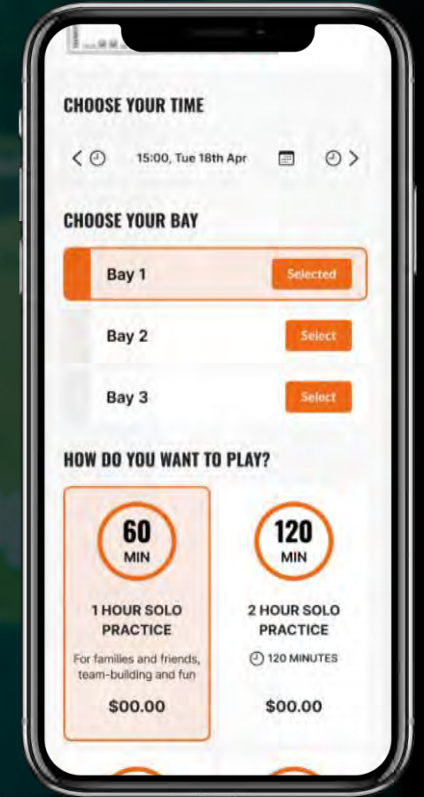 CHOOSE YOUR TIME
15:00, Tue 18th Apr
CHOOSE YOUR BAY
Bay 1
Selected
Bay 2
Select
Bay 3
Select
HOW DO YOU WANT TO PLAY?
60
MIN
120
MIN
1 HOUR SOLO
PRACTICE
2 HOUR SOLO
PRACTICE
For families and friends,
team-building and fun
120 MINUTES
$00.00
$00.00